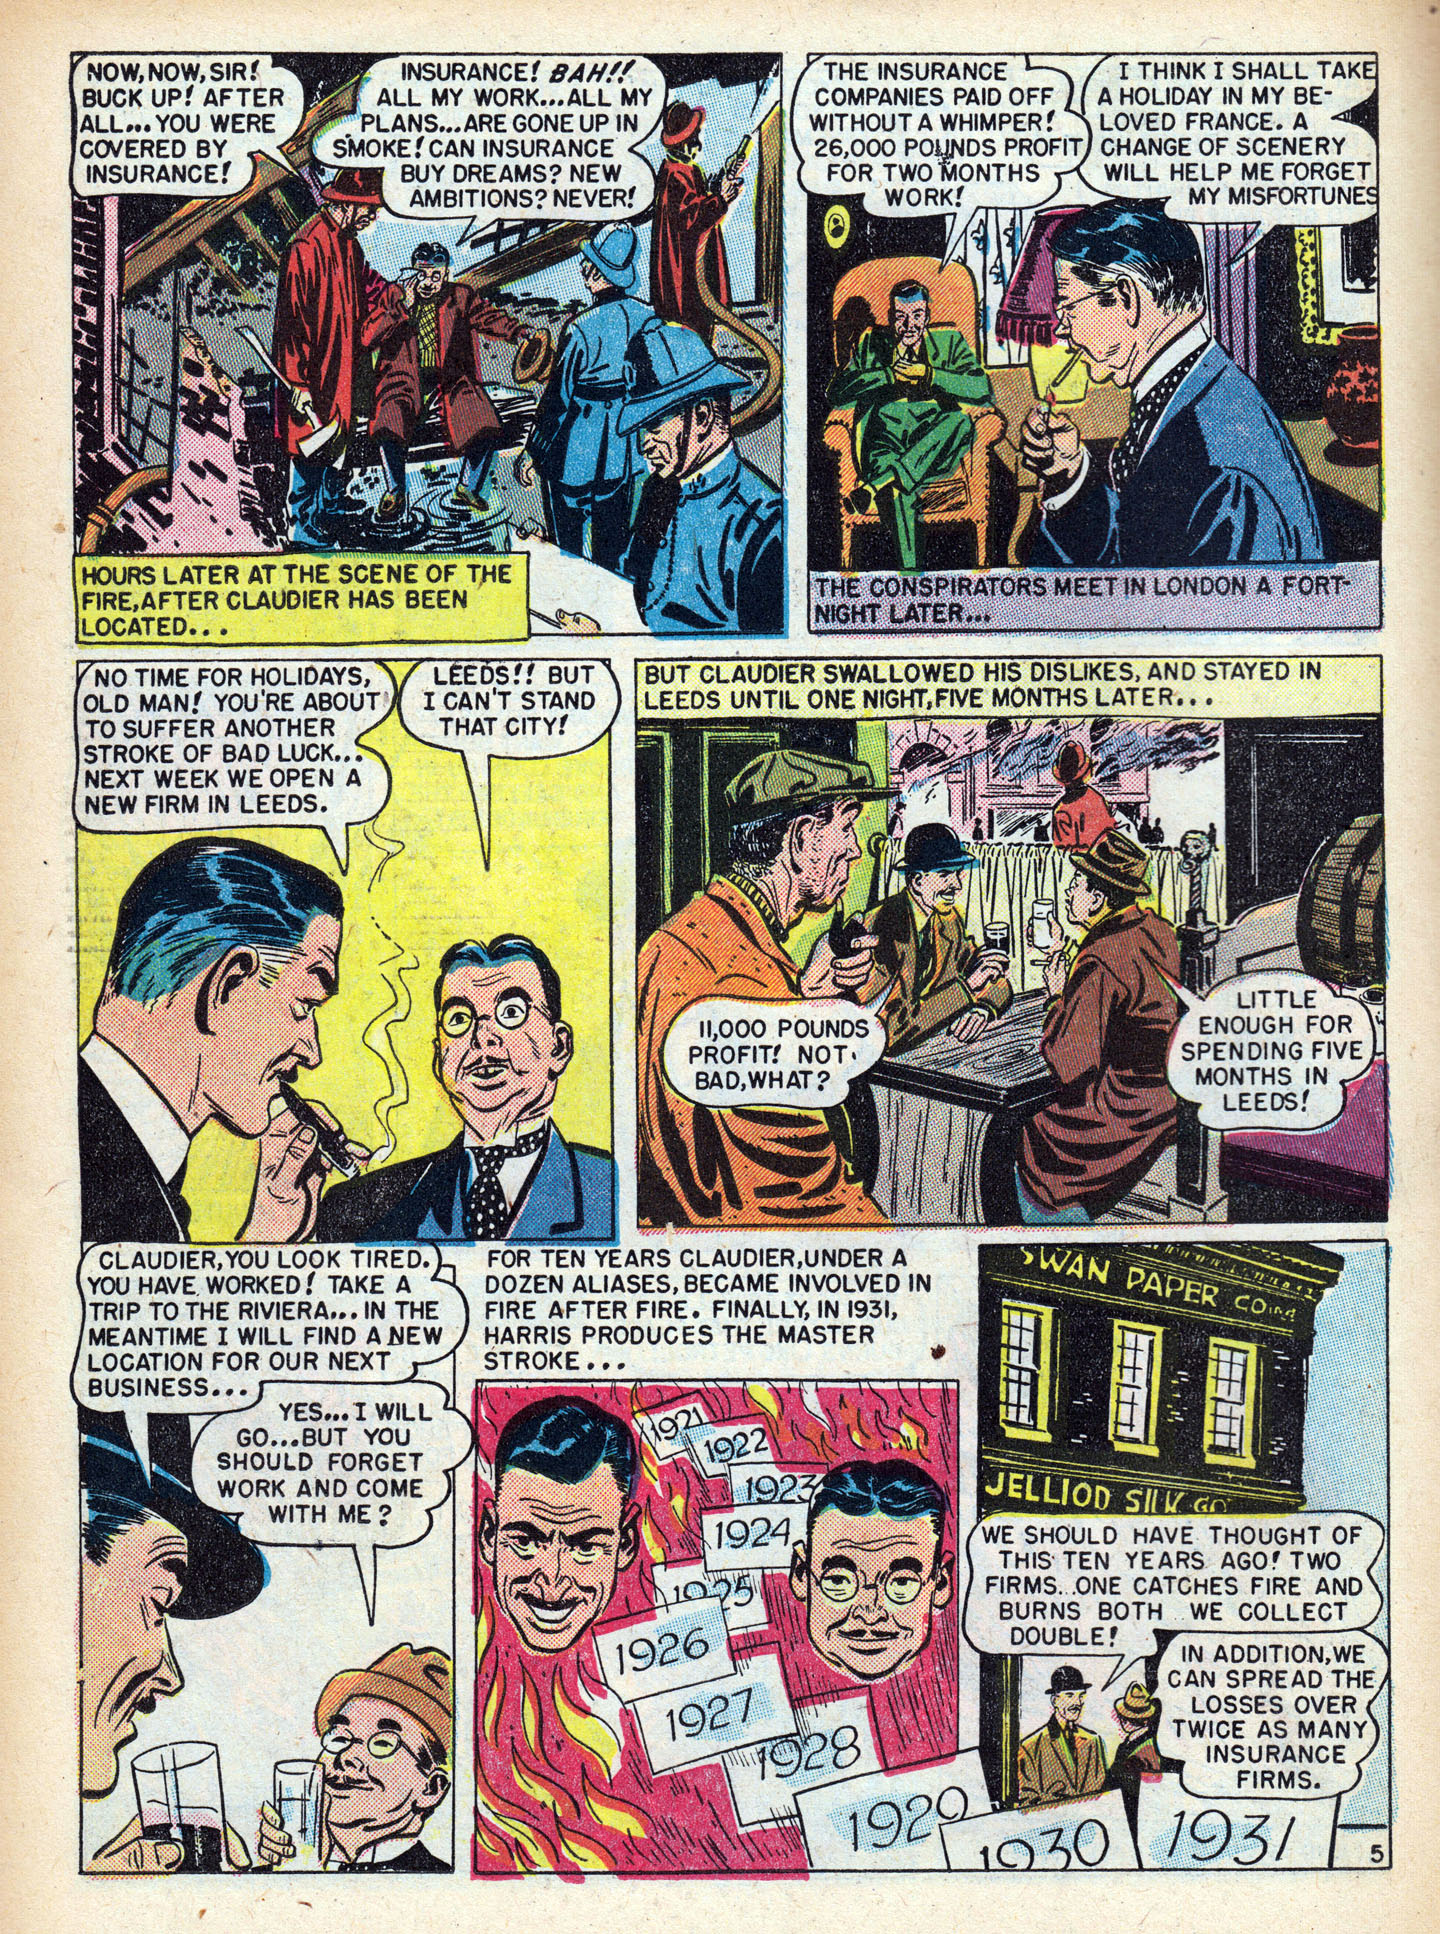 NOW, NOW, SIR!
BUCK UP! AFTER
ALL...YOU WERE
COVERED BY
INSURANCE!
INSURANCE! BAH!!
ALL MY WORK...ALL MY
PLANS...ARE GONE UP IN
SMOKE! CAN INSURANCE
BUY DREAMS? NEW
AMBITIONS? NEVER!
HOURS LATER AT THE SCENE OF THE
FIRE, AFTER CLAUDIER HAS BEEN
LOCATED...
THE INSURANCE
COMPANIES PAID OFF
WITHOUT A WHIMPER!
26,000 POUNDS PROFIT
FOR TWO MONTHS
WORK!
I THINK I SHALL TAKE
A HOLIDAY IN MY BE-
LOVED FRANCE. A
CHANGE OF SCENERY
WILL HELP ME FORGET
MY MISFORTUNES
THE CONSPIRATORS MEET IN LONDON A FORT-
NIGHT LATER...
NO TIME FOR HOLIDAYS,
OLD MAN! YOU'RE ABOUT
TO SUFFER ANOTHER
STROKE OF BAD LUCK...
NEXT WEEK WE OPEN A
NEW FIRM IN LEEDS.
LEEDS!! BUT
I CAN'T STAND
THAT CITY!
BUT CLAUDIER SWALLOWED HIS DISLIKES, AND STAYED IN
LEEDS UNTIL ONE NIGHT, FIVE MONTHS LATER...
11,000 POUNDS
PROFIT! NOT
BAD, WHAT?
LITTLE
ENOUGH FOR
SPENDING FIVE
MONTHS IN
LEEDS!
CLAUDIER, YOU LOOK TIRED.
YOU HAVE WORKED! TAKE A
TRIP TO THE RIVIERA...IN THE
MEANTIME I WILL FIND A NEW
LOCATION FOR OUR NEXT
BUSINESS...
YES...I WILL
GO...BUT YOU
SHOULD FORGET
WORK AND COME
WITH ME?
FOR TEN YEARS CLAUDIER, UNDER A
DOZEN ALIASES, BECAME INVOLVED IN
FIRE AFTER FIRE. FINALLY, IN 1931,
HARRIS PRODUCES THE MASTER
STROKE...
1921
1922
1923
1924
1925
1926
1927
1928
1929
1930
1931
SWAN PAPER CO
JELLIOD SILK CO
WE SHOULD HAVE THOUGHT OF
THIS TEN YEARS AGO! TWO
FIRMS...ONE CATCHES FIRE AND
BURNS BOTH WE COLLECT
DOUBLE!
IN ADDITION, WE
CAN SPREAD THE
LOSSES OVER
TWICE AS MANY
INSURANCE
FIRMS.
5